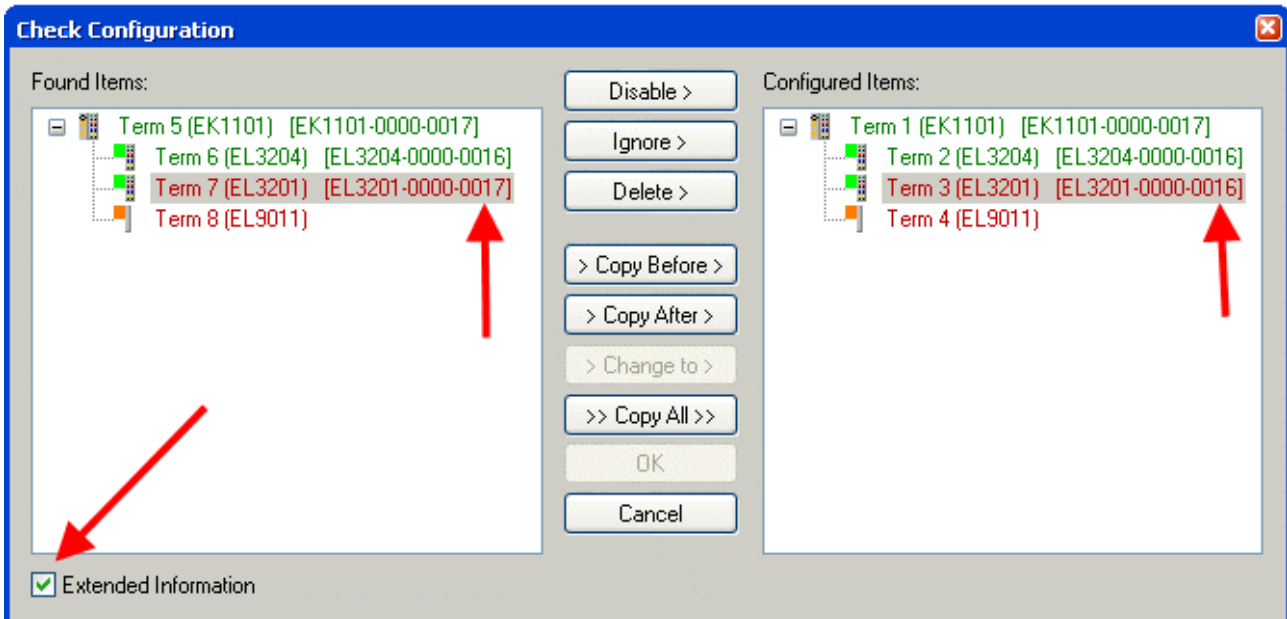 Check Configuration
Found Items:
Term 5 (EK1101) [EK1101-0000-0017]
Term 6 (EL3204) [EL3204-0000-0016]
Term 7 (EL3201) [EL3201-0000-0017]
Term 8 (EL9011)
Disable >
Ignore >
Delete >
> Copy Before >
> Copy After >
> Change to >
>> Copy All >>
OK
Cancel
Configured Items:
Term 1 (EK1101) [EK1101-0000-0017]
Term 2 (EL3204) [EL3204-0000-0016]
Term 3 (EL3201) [EL3201-0000-0016]
Term 4 (EL9011)
Extended Information